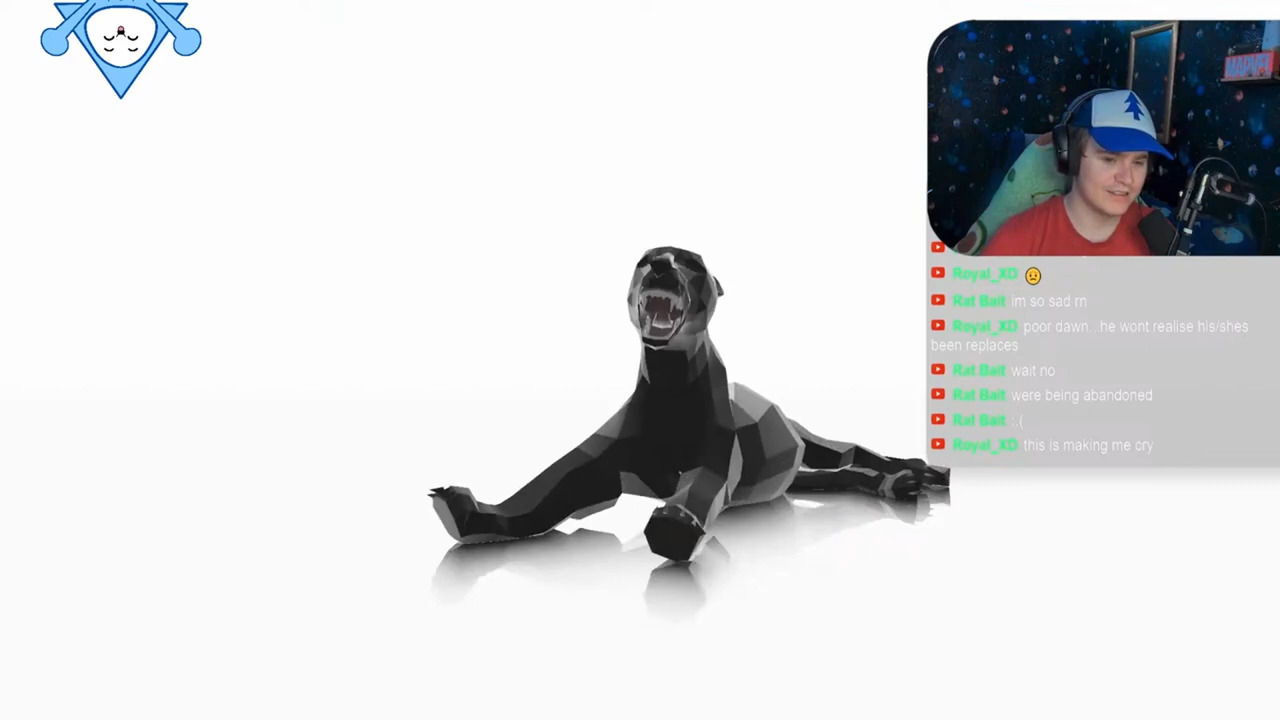 MARVEL
Royal_XD
Rat Bait im so sad rn
Royal_XD poor dawn...he wont realise his/shes
been replaces
Rat Bait wait no
Rat Bait were being abandoned
Rat Bait :,(
Royal_XD this is making me cry